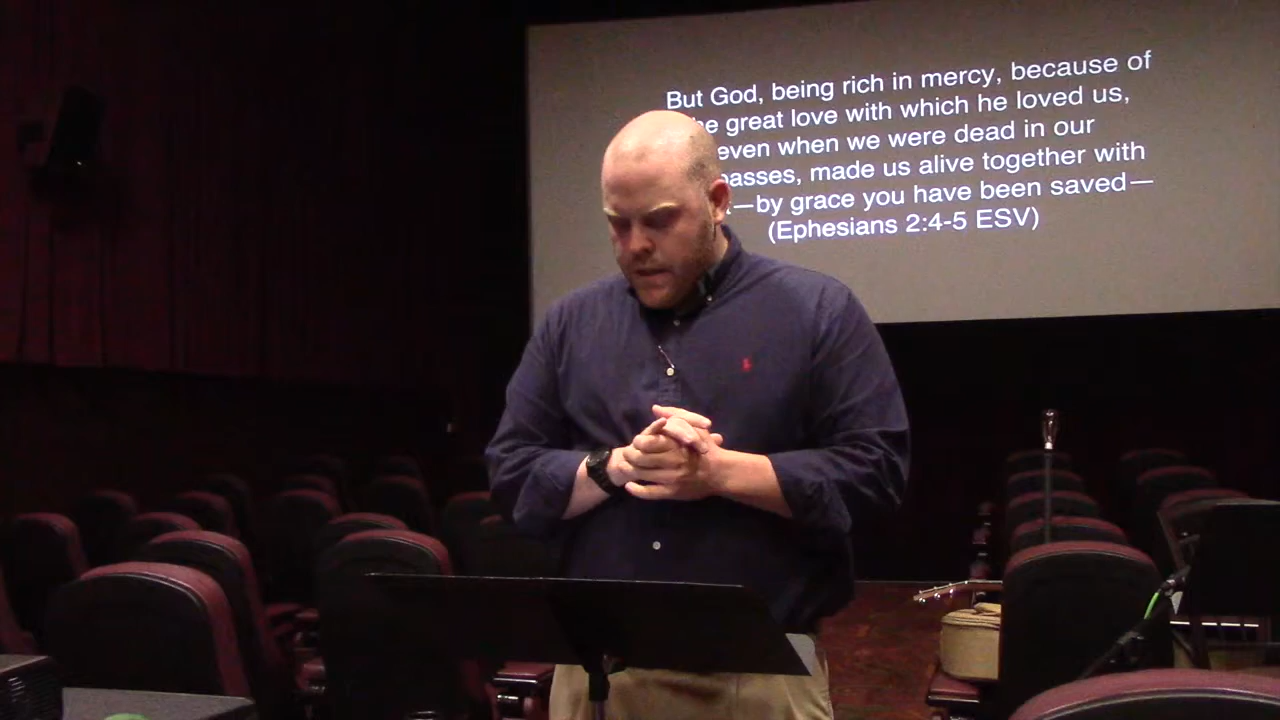 But God, being rich in mercy, because of
he great love with which he loved us,
even when we were dead in our
passes, made us alive together with
—by grace you have been saved—
(Ephesians 2:4-5 ESV)